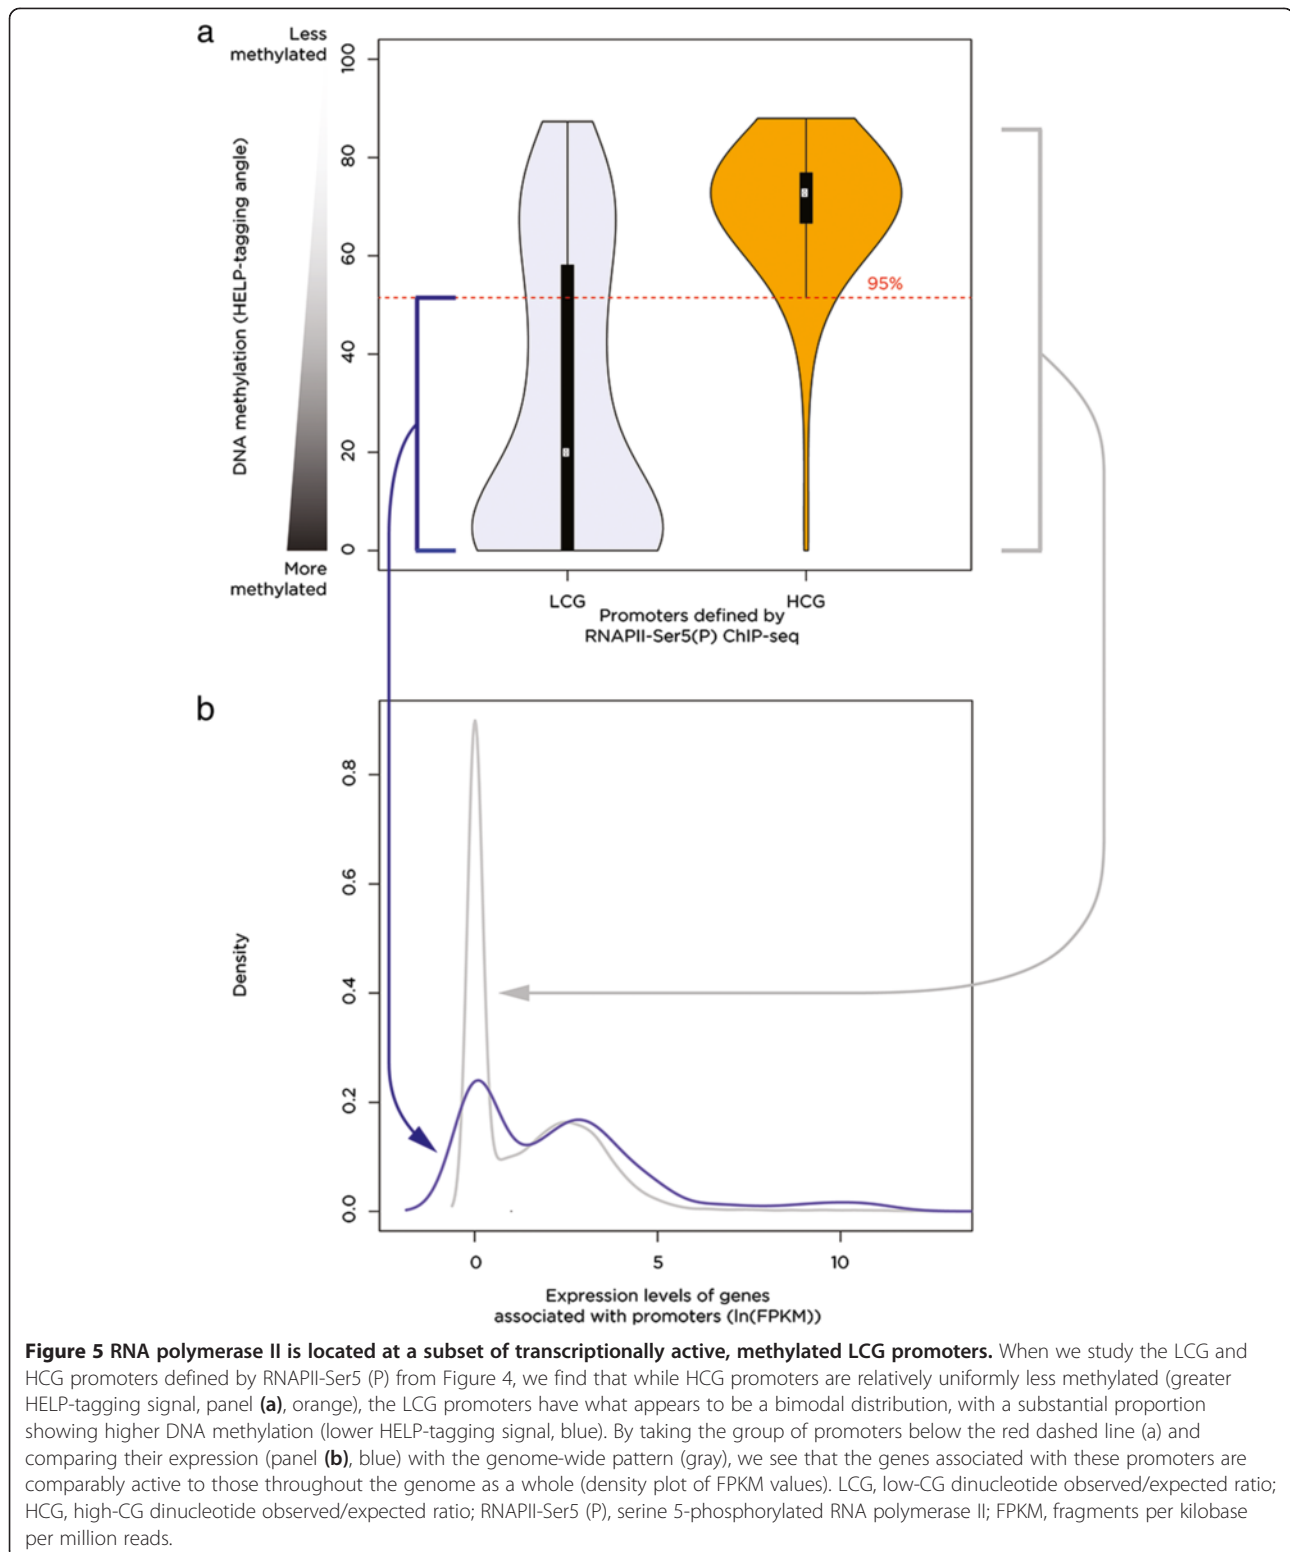 a
Less
methylated
DNA methylation (HELP-tagging angle)
More
methylated
100
80
60
40
20
0
95%
LCG
HCG
Promoters defined by
RNAPII-Ser5(P) ChIP-seq
b
Density
0.8
0.6
0.4
0.2
0.0
0
5
10
Expression levels of genes
associated with promoters (ln(FPKM))
Figure 5 RNA polymerase II is located at a subset of transcriptionally active, methylated LCG promoters. When we study the LCG and
HCG promoters defined by RNAPII-Ser5 (P) from Figure 4, we find that while HCG promoters are relatively uniformly less methylated (greater
HELP-tagging signal, panel (a), orange), the LCG promoters have what appears to be a bimodal distribution, with a substantial proportion
showing higher DNA methylation (lower HELP-tagging signal, blue). By taking the group of promoters below the red dashed line (a) and
comparing their expression (panel (b), blue) with the genome-wide pattern (gray), we see that the genes associated with these promoters are
comparably active to those throughout the genome as a whole (density plot of FPKM values). LCG, low-CG dinucleotide observed/expected ratio;
HCG, high-CG dinucleotide observed/expected ratio; RNAPII-Ser5 (P), serine 5-phosphorylated RNA polymerase II; FPKM, fragments per kilobase
per million reads.